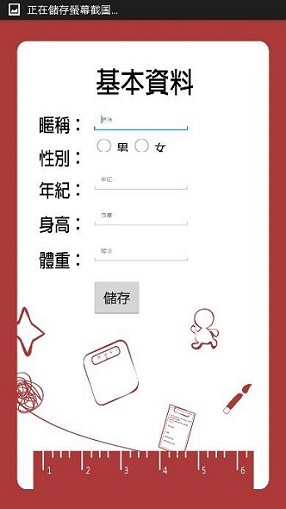 正在儲存螢幕截圖...
基本資料
暱稱：
暱稱
性別： 男 女
年紀：
年紀
身高：
身高
體重：
體重
儲存
1 2 3 4 5 6